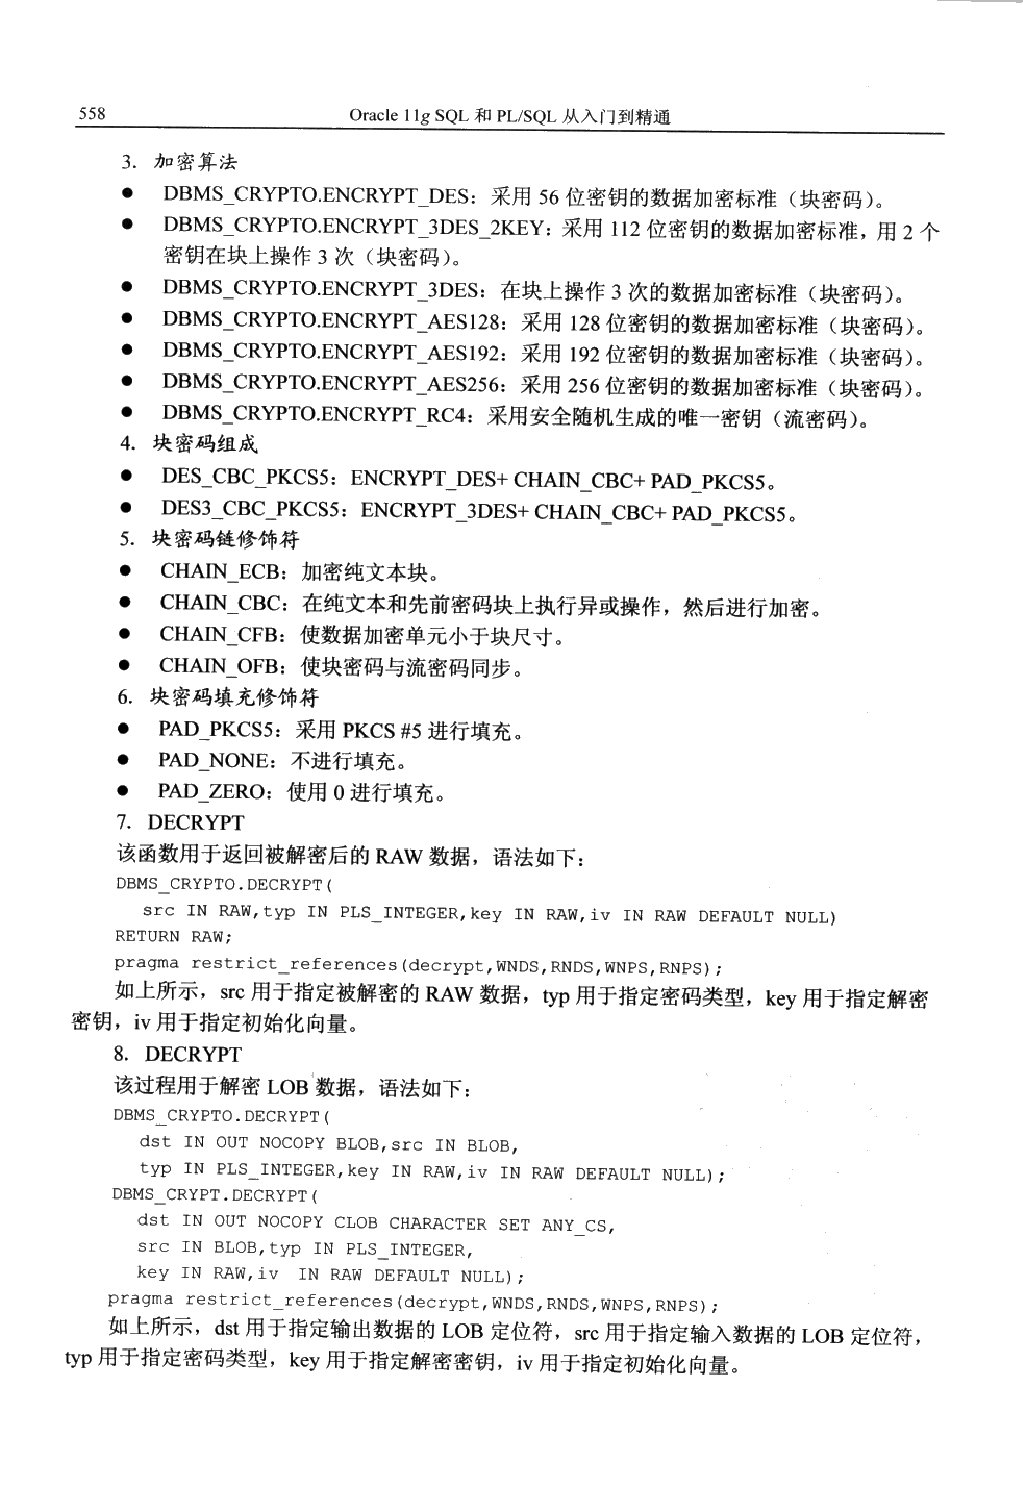 558
Oracle 11g SQL 和 PL/SQL 从入门到精通
3. 加密算法
● DBMS_CRYPTO.ENCRYPT_DES：采用 56 位密钥的数据加密标准（块密码）。
● DBMS_CRYPTO.ENCRYPT_3DES_2KEY：采用 112 位密钥的数据加密标准，用 2 个
密钥在块上操作 3 次（块密码）。
● DBMS_CRYPTO.ENCRYPT_3DES：在块上操作 3 次的数据加密标准（块密码）。
● DBMS_CRYPTO.ENCRYPT_AES128：采用 128 位密钥的数据加密标准（块密码）。
● DBMS_CRYPTO.ENCRYPT_AES192：采用 192 位密钥的数据加密标准（块密码）。
● DBMS_CRYPTO.ENCRYPT_AES256：采用 256 位密钥的数据加密标准（块密码）。
● DBMS_CRYPTO.ENCRYPT_RC4：采用安全随机生成的唯一密钥（流密码）。
4. 块密码组成
● DES_CBC_PKCS5：ENCRYPT_DES+ CHAIN_CBC+ PAD_PKCS5。
● DES3_CBC_PKCS5：ENCRYPT_3DES+ CHAIN_CBC+ PAD_PKCS5。
5. 块密码链修饰符
● CHAIN_ECB：加密纯文本块。
● CHAIN_CBC：在纯文本和先前密码块上执行异或操作，然后进行加密。
● CHAIN_CFB：使数据加密单元小于块尺寸。
● CHAIN_OFB：使块密码与流密码同步。
6. 块密码填充修饰符
● PAD_PKCS5：采用 PKCS #5 进行填充。
● PAD_NONE：不进行填充。
● PAD_ZERO：使用 0 进行填充。
7. DECRYPT
该函数用于返回被解密后的 RAW 数据，语法如下：
DBMS_CRYPTO.DECRYPT(
src IN RAW,typ IN PLS_INTEGER,key IN RAW,iv IN RAW DEFAULT NULL)
RETURN RAW;
pragma restrict_references(decrypt,WNDS,RNDS,WNPS,RNPS);
如上所示，src 用于指定被解密的 RAW 数据，typ 用于指定密码类型，key 用于指定解密
密钥，iv 用于指定初始化向量。
8. DECRYPT
该过程用于解密 LOB 数据，语法如下：
DBMS_CRYPTO.DECRYPT(
dst IN OUT NOCOPY BLOB,src IN BLOB,
typ IN PLS_INTEGER,key IN RAW,iv IN RAW DEFAULT NULL);
DBMS_CRYPT.DECRYPT(
dst IN OUT NOCOPY CLOB CHARACTER SET ANY_CS,
src IN BLOB,typ IN PLS_INTEGER,
key IN RAW,iv IN RAW DEFAULT NULL);
pragma restrict_references(decrypt,WNDS,RNDS,WNPS,RNPS);
如上所示，dst 用于指定输出数据的 LOB 定位符，src 用于指定输入数据的 LOB 定位符，
typ 用于指定密码类型，key 用于指定解密密钥，iv 用于指定初始化向量。